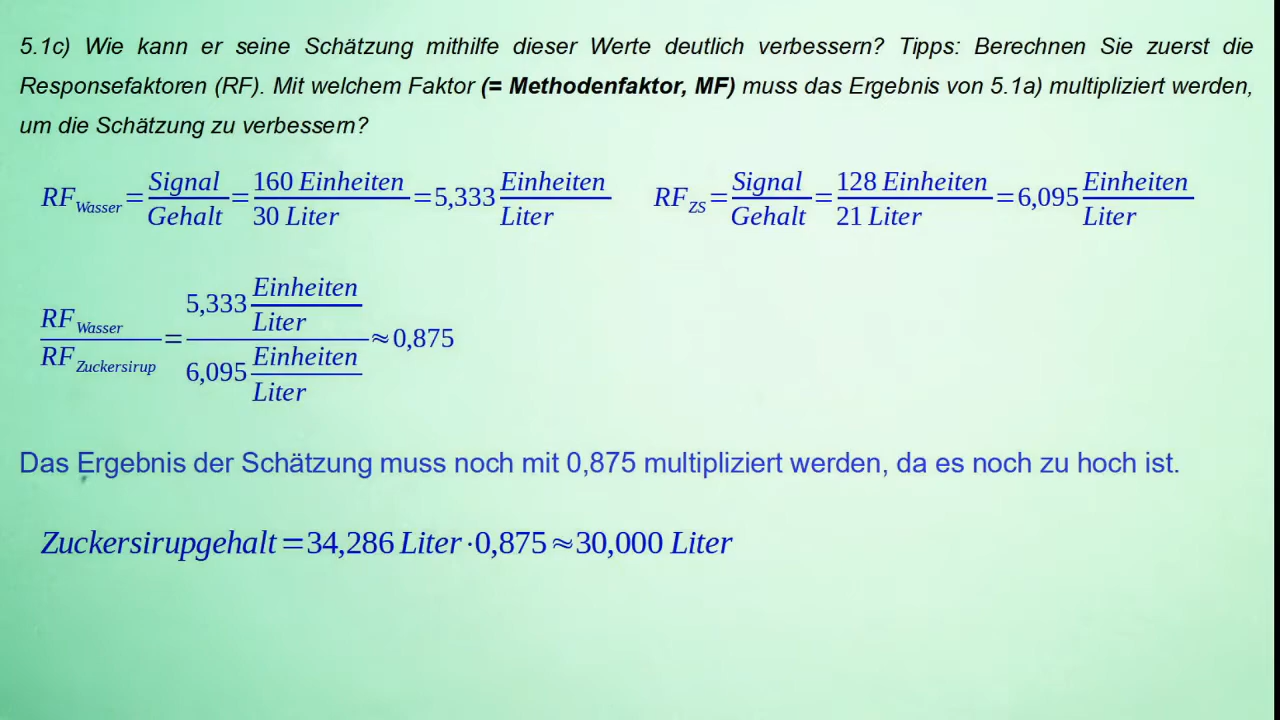 5.1c) Wie kann er seine Schätzung mithilfe dieser Werte deutlich verbessern? Tipps: Berechnen Sie zuerst die
Responsefaktoren (RF). Mit welchem Faktor (= Methodenfaktor, MF) muss das Ergebnis von 5.1a) multipliziert werden,
um die Schätzung zu verbessern?
RF_Wasser = Signal/Gehalt = 160 Einheiten/30 Liter = 5,333 Einheiten/Liter RF_ZS = Signal/Gehalt = 128 Einheiten/21 Liter = 6,095 Einheiten/Liter
RF_Wasser/RF_Zuckersirup = 5,333 Einheiten/Liter / 6,095 Einheiten/Liter ≈ 0,875
Das Ergebnis der Schätzung muss noch mit 0,875 multipliziert werden, da es noch zu hoch ist.
Zuckersirupgehalt = 34,286 Liter · 0,875 ≈ 30,000 Liter